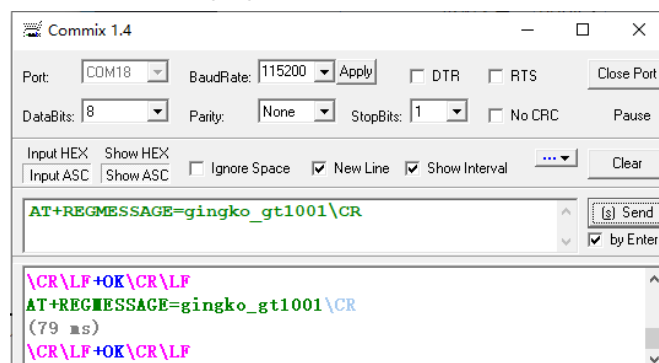 Commix 1.4
Port: COM18 BaudRate: 115200 Apply DTR RTS Close Port
DataBits: 8 Parity: None StopBits: 1 No CRC Pause
Input HEX Show HEX
Input ASC Show ASC Ignore Space New Line Show Interval ... Clear
AT+REGMESSAGE=gingko_gt1001\CR
(s) Send
by Enter
\CR\LF+OK\CR\LF
AT+REGMESSAGE=gingko_gt1001\CR
(79 ms)
\CR\LF+OK\CR\LF